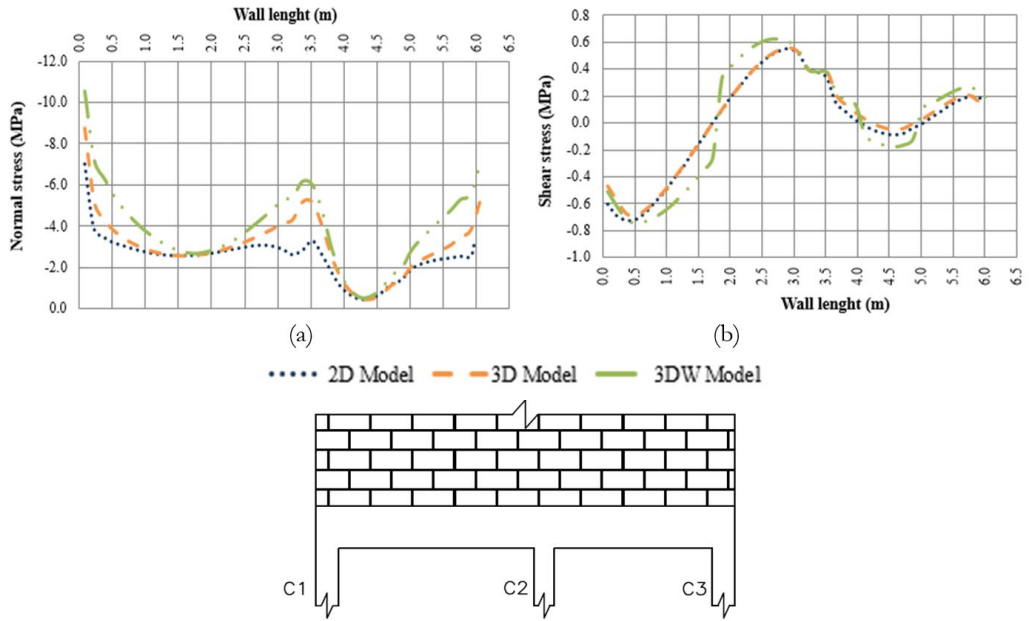 Wall lenght (m)
0.0 0.5 1.0 1.5 2.0 2.5 3.0 3.5 4.0 4.5 5.0 5.5 6.0 6.5
-12.0
-10.0
-8.0
-6.0
-4.0
-2.0
0.0
Normal stress (MPa)
(a)
0.8
0.6
0.4
0.2
0.0
-0.2
-0.4
-0.6
-0.8
-1.0
Shear stress (MPa)
0.0 0.5 1.0 1.5 2.0 2.5 3.0 3.5 4.0 4.5 5.0 5.5 6.0 6.5
Wall lenght (m)
(b)
2D Model 3D Model 3DW Model
C1 C2 C3